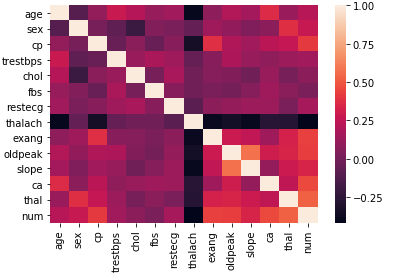 age
sex
cp
trestbps
chol
fbs
restecg
thalach
exang
oldpeak
slope
ca
thal
num
age
sex
cp
trestbps
chol
fbs
restecg
thalach
exang
oldpeak
slope
ca
thal
num
1.00
0.75
0.50
0.25
0.00
−0.25